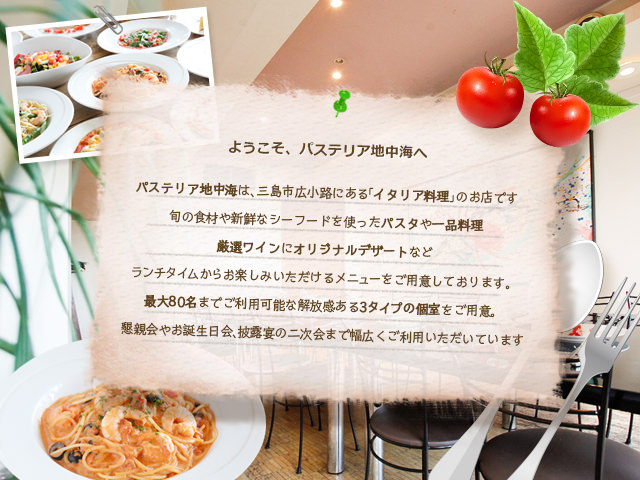 ようこそ、パステリア地中海へ
パステリア地中海は、三島市広小路にある「イタリア料理」のお店です
旬の食材や新鮮なシーフードを使ったパスタや一品料理
厳選ワインにオリジナルデザートなど
ランチタイムからお楽しみいただけるメニューをご用意しております。
最大80名までご利用可能な解放感ある3タイプの個室をご用意。
懇親会やお誕生日会、披露宴の二次会まで幅広くご利用いただいています